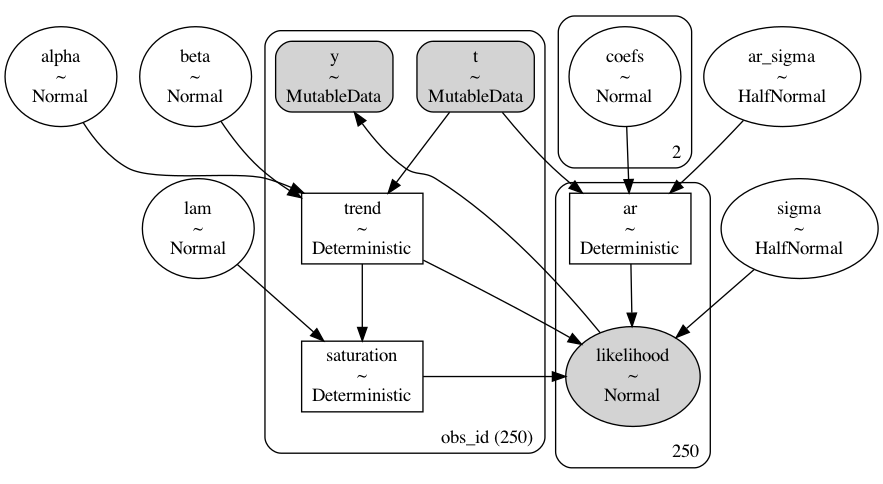 alpha
~
Normal
beta
~
Normal
y
~
MutableData
t
~
MutableData
coefs
~
Normal
2
ar_sigma
~
HalfNormal
lam
~
Normal
trend
~
Deterministic
ar
~
Deterministic
sigma
~
HalfNormal
saturation
~
Deterministic
obs_id (250)
likelihood
~
Normal
250